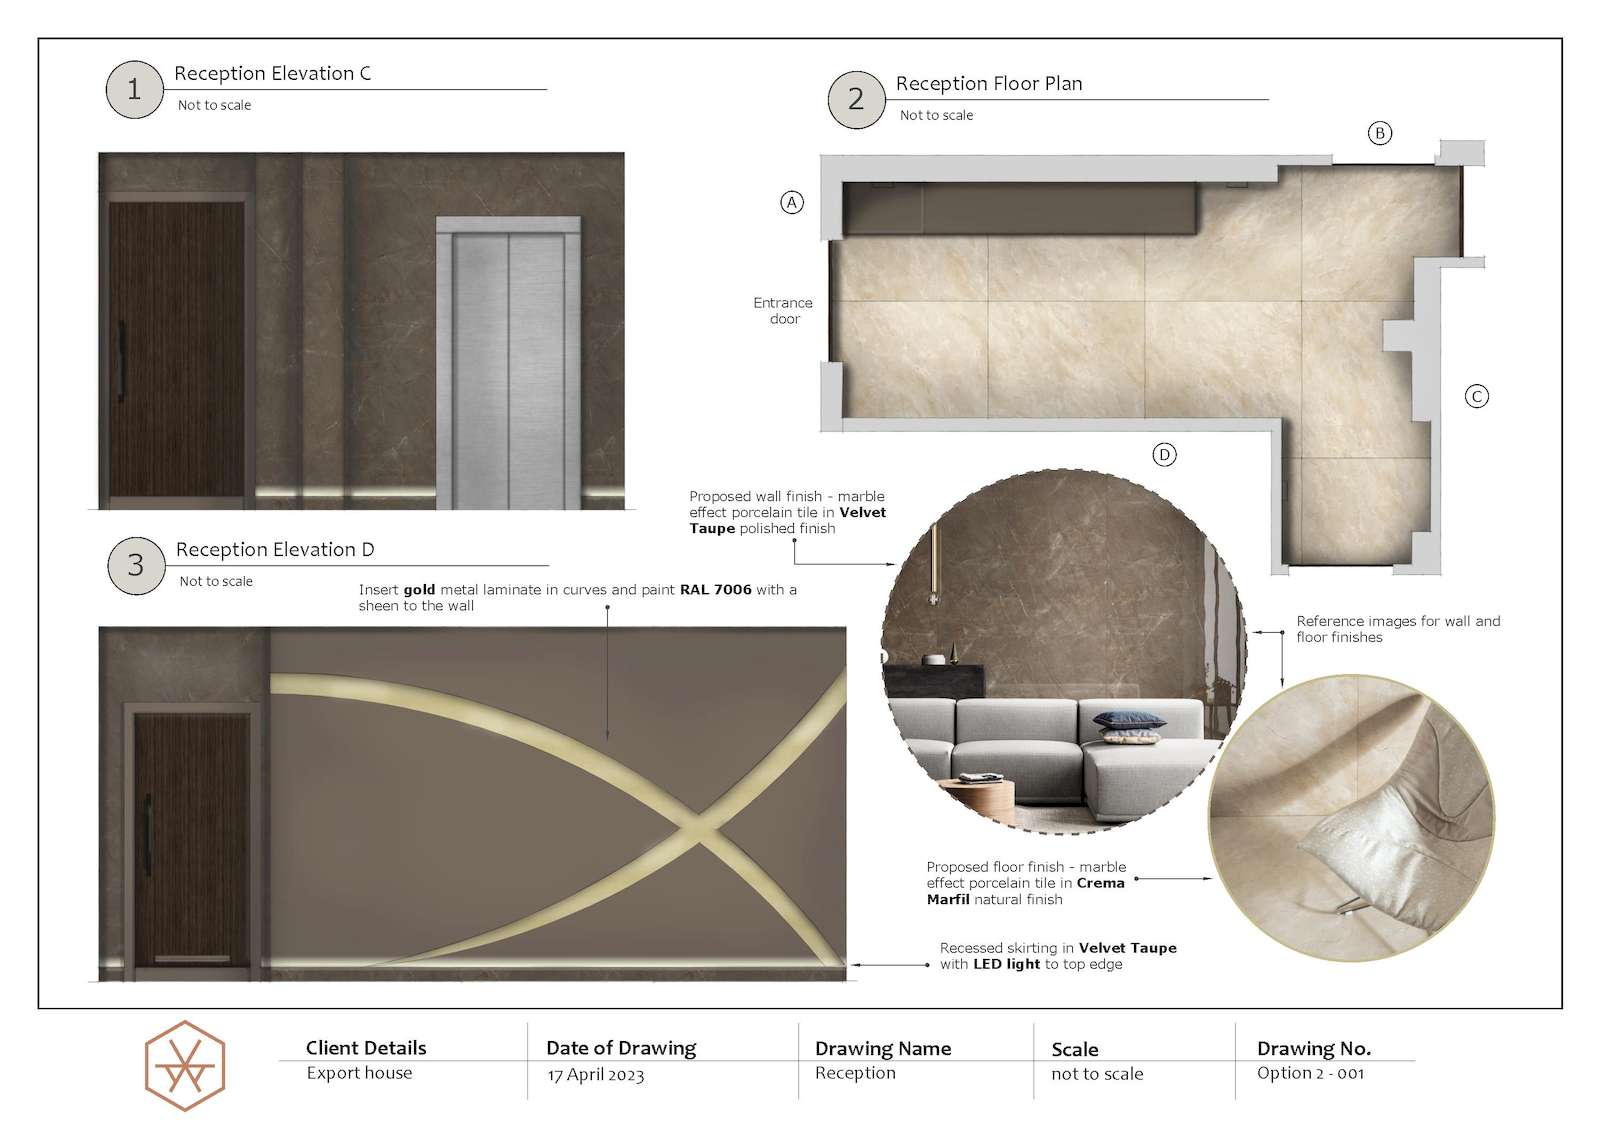 1
Reception Elevation C
Not to scale
2
Reception Floor Plan
Not to scale
A
B
C
D
Entrance
door
Proposed wall finish - marble
effect porcelain tile in Velvet
Taupe polished finish
3
Reception Elevation D
Not to scale
Insert gold metal laminate in curves and paint RAL 7006 with a
sheen to the wall
Reference images for wall and
floor finishes
Proposed floor finish - marble
effect porcelain tile in Crema
Marfil natural finish
Recessed skirting in Velvet Taupe
with LED light to top edge
Client Details
Export house
Date of Drawing
17 April 2023
Drawing Name
Reception
Scale
not to scale
Drawing No.
Option 2 - 001